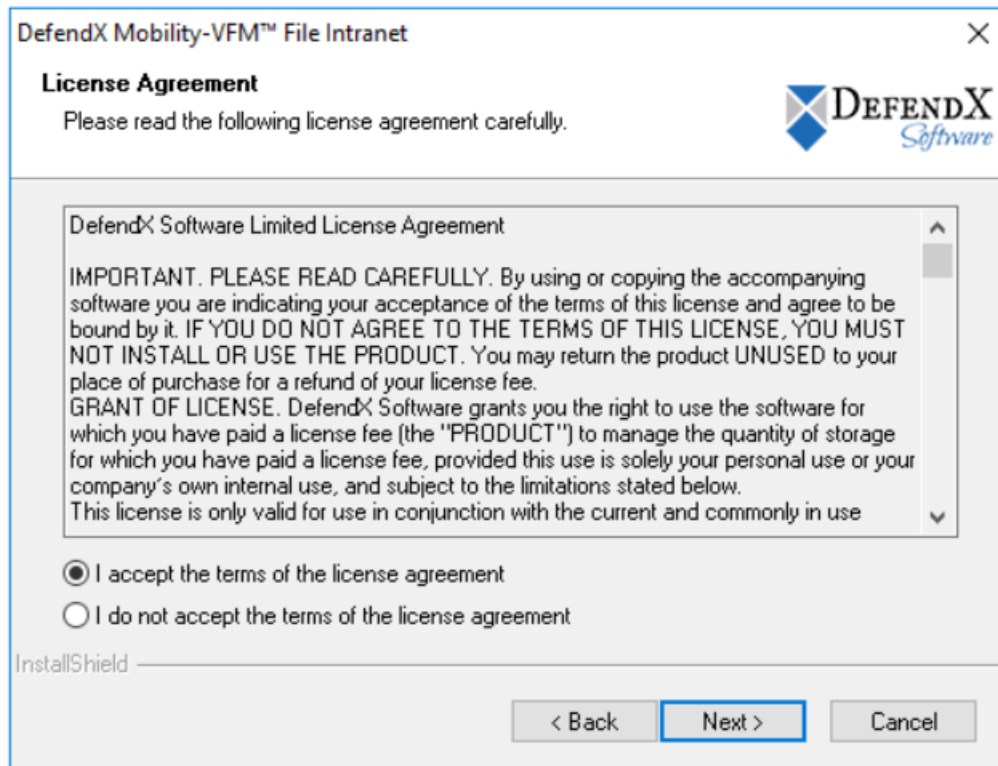 DefendX Mobility-VFM™ File Intranet
License Agreement
Please read the following license agreement carefully.
DEFENDX
Software
DefendX Software Limited License Agreement
IMPORTANT. PLEASE READ CAREFULLY. By using or copying the accompanying
software you are indicating your acceptance of the terms of this license and agree to be
bound by it. IF YOU DO NOT AGREE TO THE TERMS OF THIS LICENSE, YOU MUST
NOT INSTALL OR USE THE PRODUCT. You may return the product UNUSED to your
place of purchase for a refund of your license fee.
GRANT OF LICENSE. DefendX Software grants you the right to use the software for
which you have paid a license fee (the "PRODUCT") to manage the quantity of storage
for which you have paid a license fee, provided this use is solely your personal use or your
company's own internal use, and subject to the limitations stated below.
This license is only valid for use in conjunction with the current and commonly in use
I accept the terms of the license agreement
I do not accept the terms of the license agreement
InstallShield
< Back
Next >
Cancel